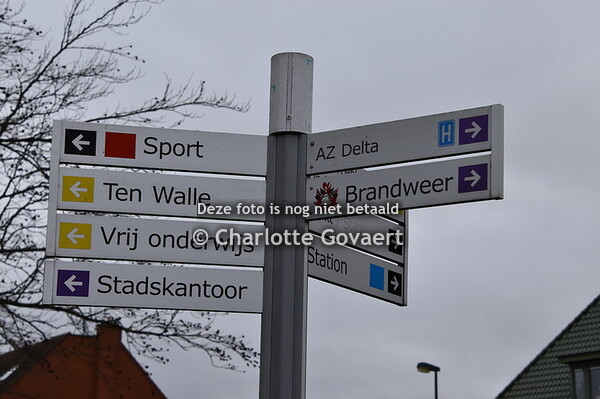 Sport
Ten Walle
Vrij onderwijs
Stadskantoor
AZ Delta H
Brandweer
Station
Deze foto is nog niet betaald
© Charlotte Govaert